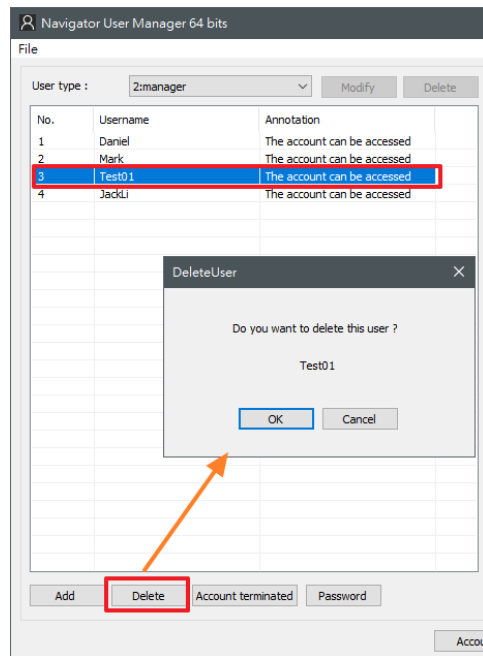 Navigator User Manager 64 bits
File
User type : 2:manager Modify Delete
No. Username Annotation
1 Daniel The account can be accessed
2 Mark The account can be accessed
3 Test01 The account can be accessed
4 JackLi The account can be accessed
DeleteUser
Do you want to delete this user ?
Test01
OK Cancel
Add Delete Account terminated Password